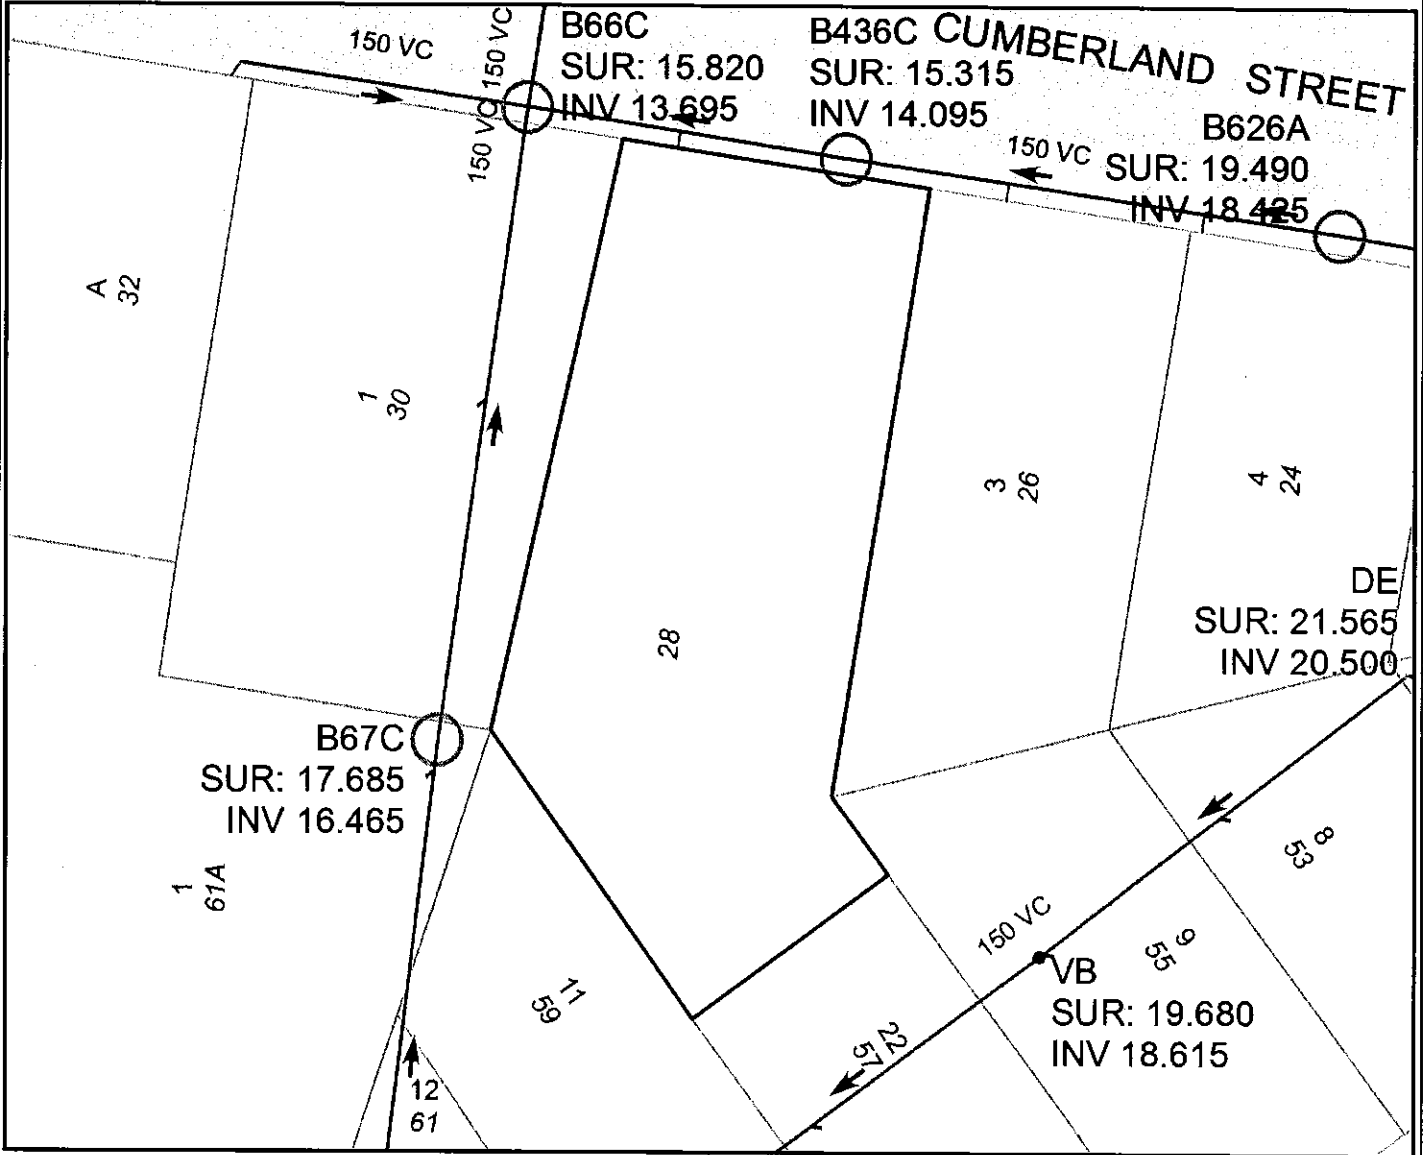 150 VC
150 VC
150 VC
B66C
SUR: 15.820
INV 13.695
B436C
SUR: 15.315
INV 14.095
CUMBERLAND STREET
150 VC
B626A
SUR: 19.490
INV 18.425
A
32
1
30
3
26
4
24
28
DE
SUR: 21.565
INV 20.500
B67C
SUR: 17.685
INV 16.465
1
61A
8
53
150 VC
9
55
VB
SUR: 19.680
INV 18.615
11
59
22
57
12
61